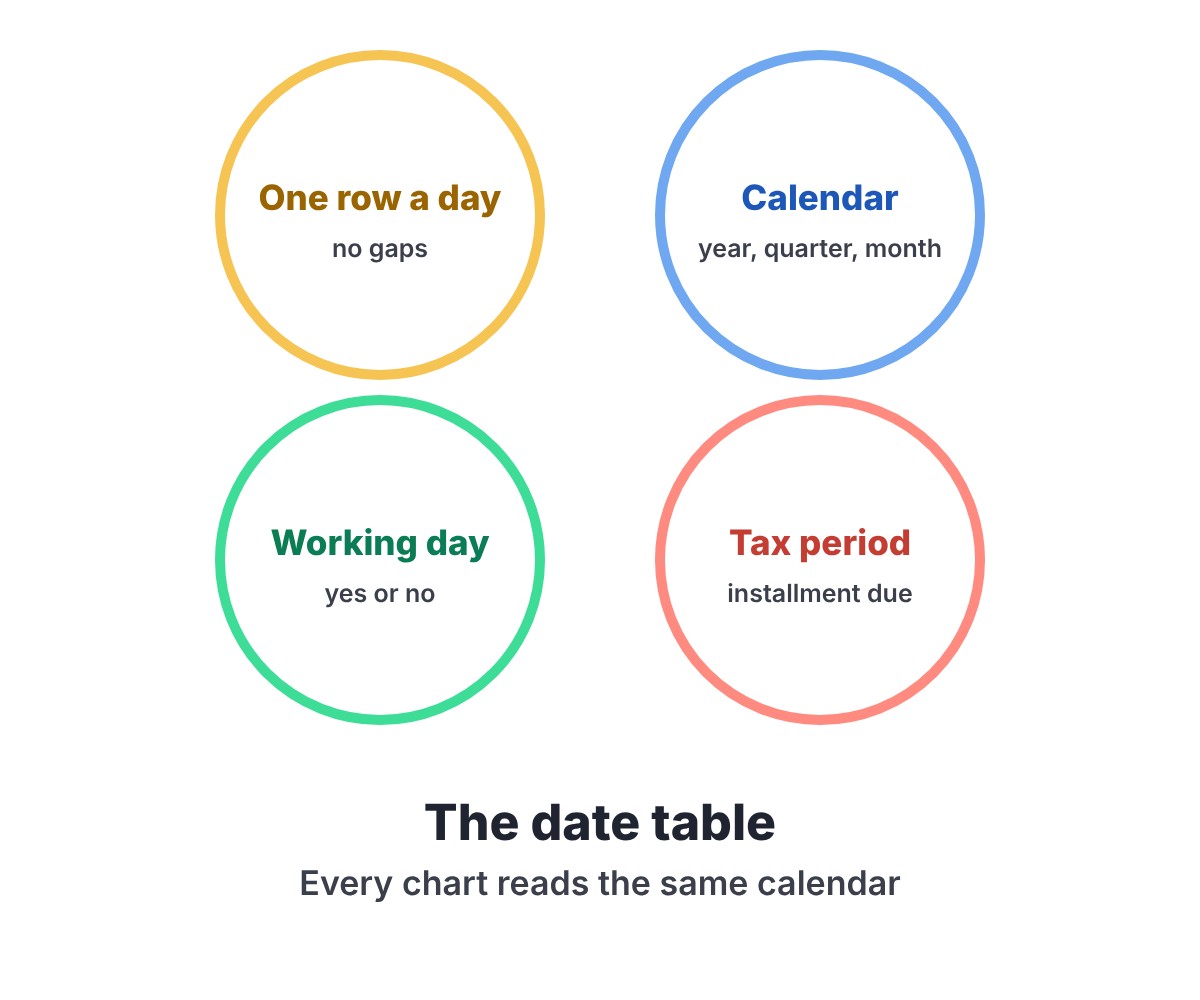 One row a day
no gaps
Calendar
year, quarter, month
Working day
yes or no
Tax period
installment due
The date table
Every chart reads the same calendar